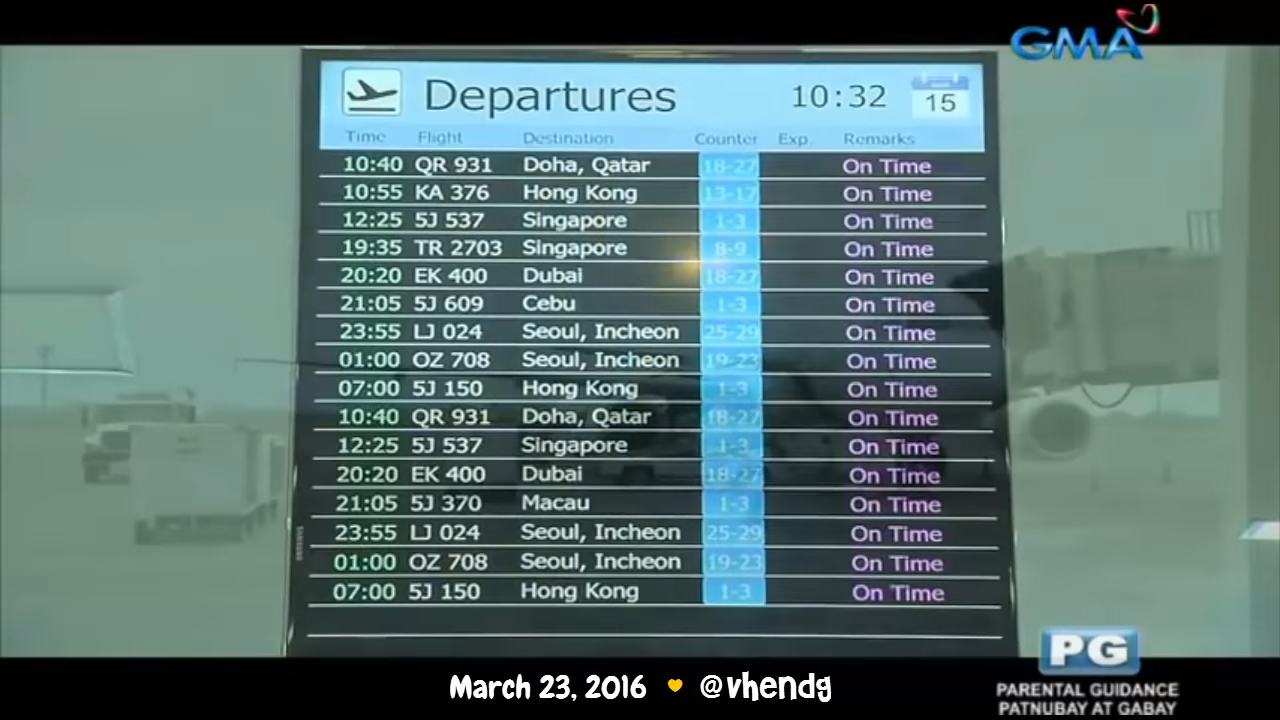 GMA
Departures 10:32 15
Time Flight Destination Counter Exp. Remarks
10:40 QR 931 Doha, Qatar 18-27 On Time
10:55 KA 376 Hong Kong 13-17 On Time
12:25 5J 537 Singapore 1-3 On Time
19:35 TR 2703 Singapore 8-9 On Time
20:20 EK 400 Dubai 18-27 On Time
21:05 5J 609 Cebu 1-3 On Time
23:55 LJ 024 Seoul, Incheon 25-29 On Time
01:00 OZ 708 Seoul, Incheon 19-23 On Time
07:00 5J 150 Hong Kong 1-3 On Time
10:40 QR 931 Doha, Qatar 18-27 On Time
12:25 5J 537 Singapore 1-3 On Time
20:20 EK 400 Dubai 18-27 On Time
21:05 5J 370 Macau 1-3 On Time
23:55 LJ 024 Seoul, Incheon 25-29 On Time
01:00 OZ 708 Seoul, Incheon 19-23 On Time
07:00 5J 150 Hong Kong 1-3 On Time
PG
PARENTAL GUIDANCE
PATNUBAY AT GABAY
March 23, 2016 @vhendg